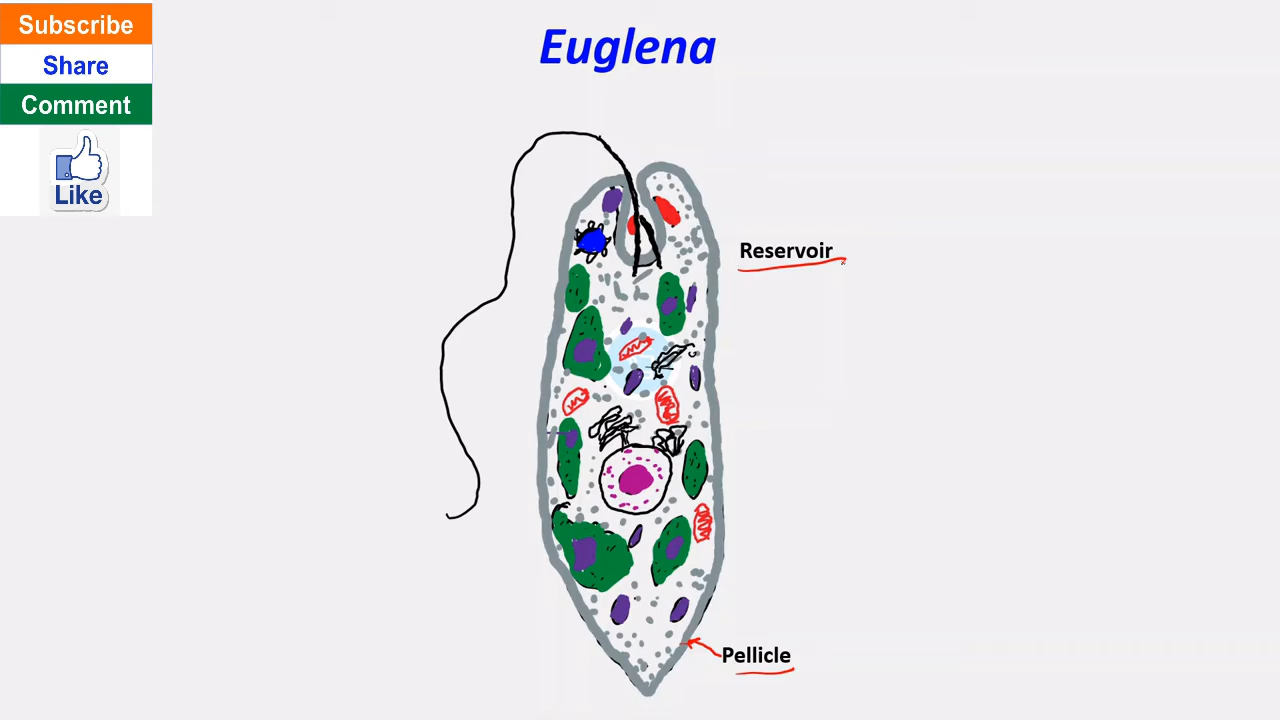 Subscribe
Share
Comment
Like
Euglena
Reservoir
Pellicle